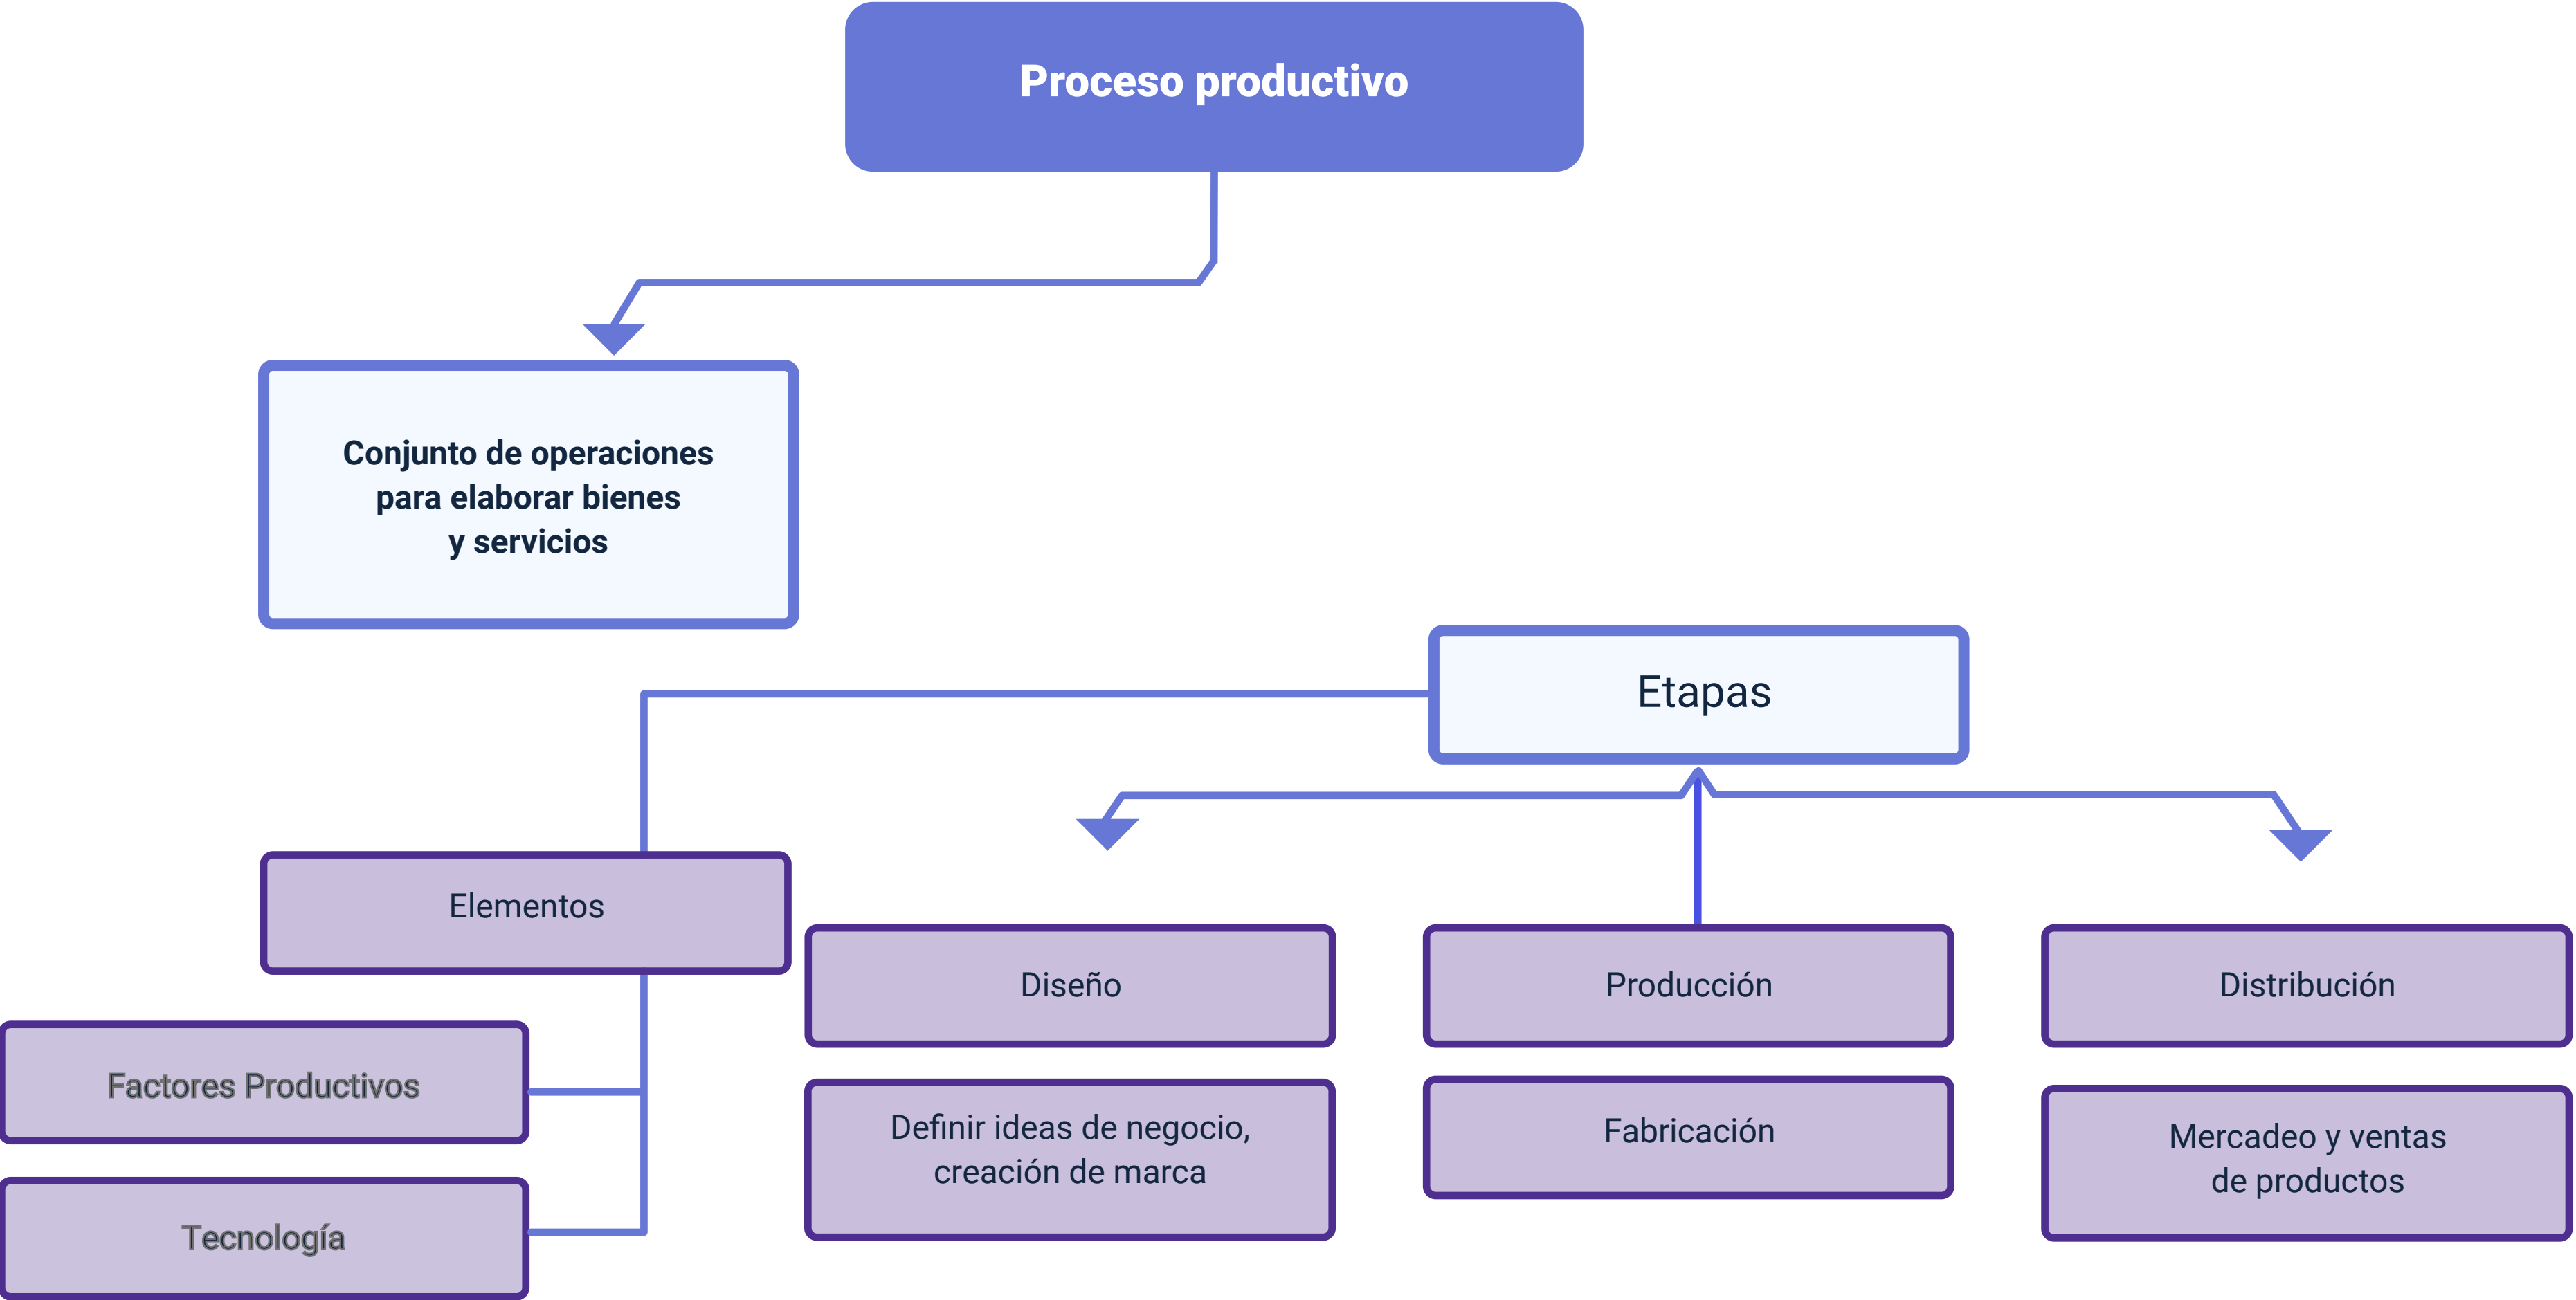 Proceso productivo
Conjunto de operaciones
para elaborar bienes
y servicios
Etapas
Elementos
Factores Productivos
Tecnología
Diseño
Definir ideas de negocio,
creación de marca
Producción
Fabricación
Distribución
Mercadeo y ventas
de productos